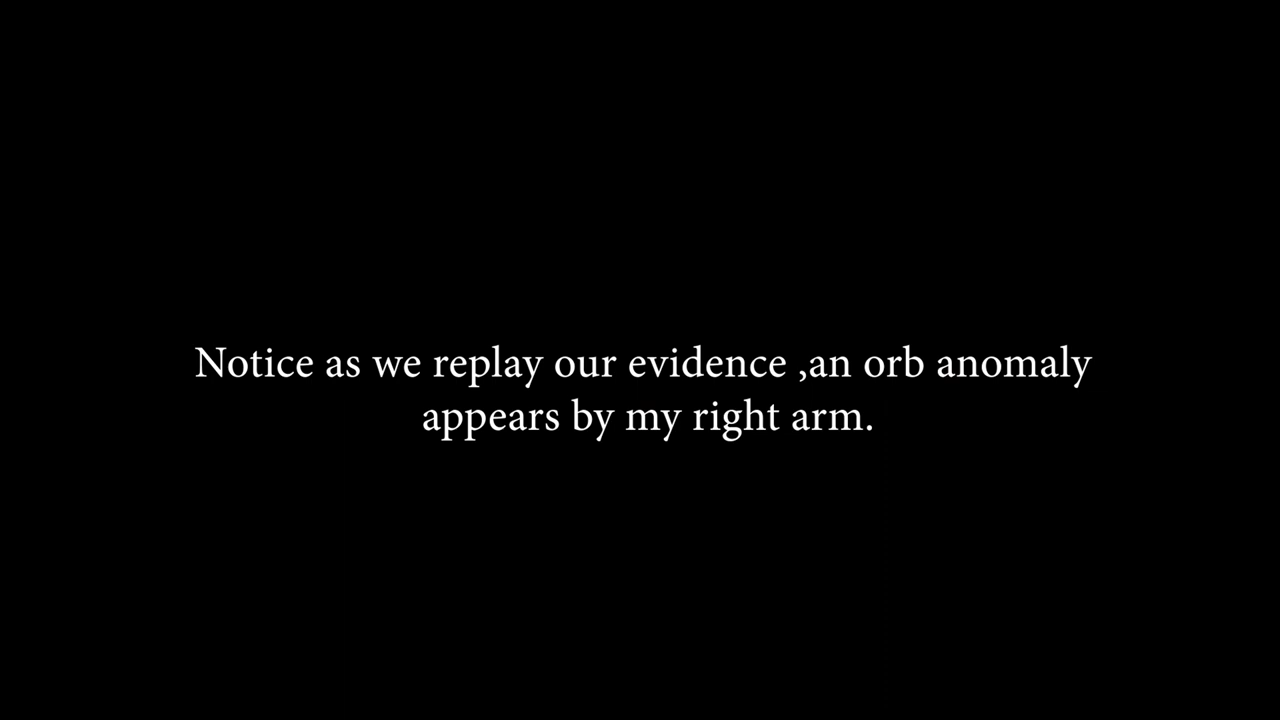 Notice as we replay our evidence ,an orb anomaly
appears by my right arm.